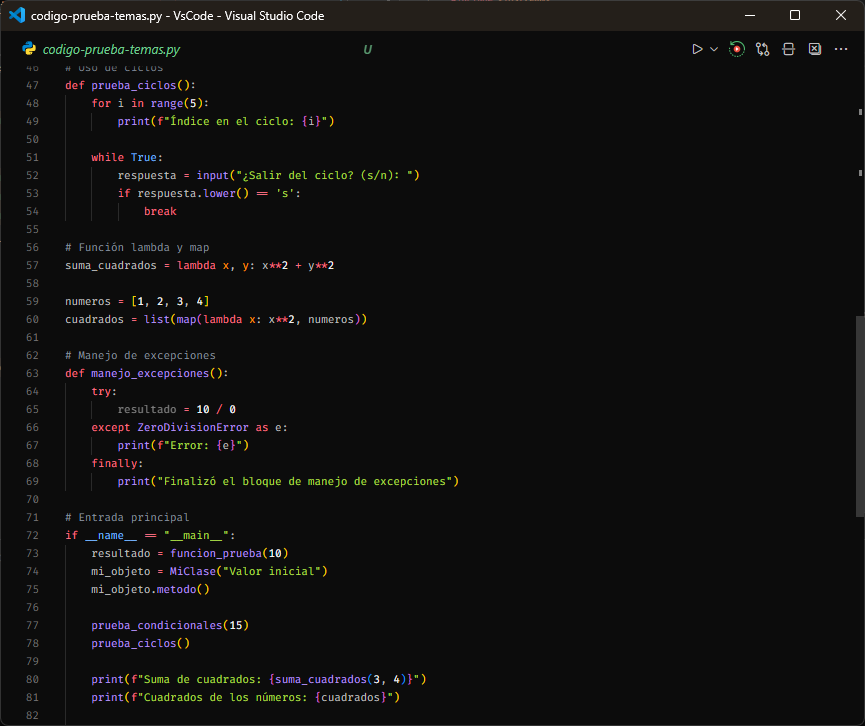 codigo-prueba-temas.py - VsCode - Visual Studio Code
codigo-prueba-temas.py U
46 # Uso de ciclos
47 def prueba_ciclos():
48     for i in range(5):
49         print(f"Índice en el ciclo: {i}")
50
51     while True:
52         respuesta = input("¿Salir del ciclo? (s/n): ")
53         if respuesta.lower() == 's':
54             break
55
56 # Función lambda y map
57 suma_cuadrados = lambda x, y: x**2 + y**2
58
59 numeros = [1, 2, 3, 4]
60 cuadrados = list(map(lambda x: x**2, numeros))
61
62 # Manejo de excepciones
63 def manejo_excepciones():
64     try:
65         resultado = 10 / 0
66     except ZeroDivisionError as e:
67         print(f"Error: {e}")
68     finally:
69         print("Finalizó el bloque de manejo de excepciones")
70
71 # Entrada principal
72 if __name__ == "__main__":
73     resultado = funcion_prueba(10)
74     mi_objeto = MiClase("Valor inicial")
75     mi_objeto.metodo()
76
77     prueba_condicionales(15)
78     prueba_ciclos()
79
80     print(f"Suma de cuadrados: {suma_cuadrados(3, 4)}")
81     print(f"Cuadrados de los números: {cuadrados}")
82